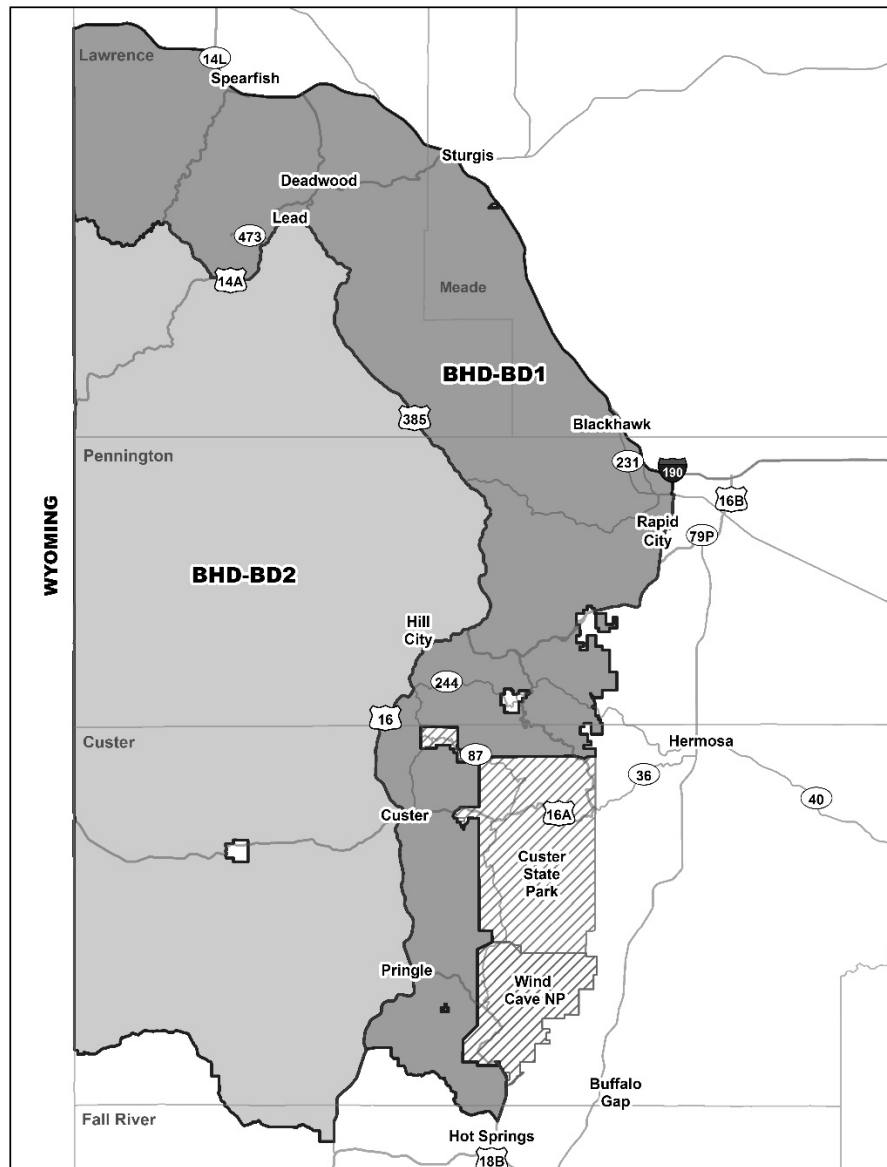 Lawrence
14L
Spearfish
Sturgis
Deadwood
Lead
473
14A
Meade
BHD-BD1
385
Blackhawk
Pennington
231
190
16B
WYOMING
Rapid
City
79P
BHD-BD2
Hill
City
244
16
Custer
87
Hermosa
36
40
Custer
16A
Custer
State
Park
Pringle
Wind
Cave NP
Buffalo
Gap
Fall River
Hot Springs
18B